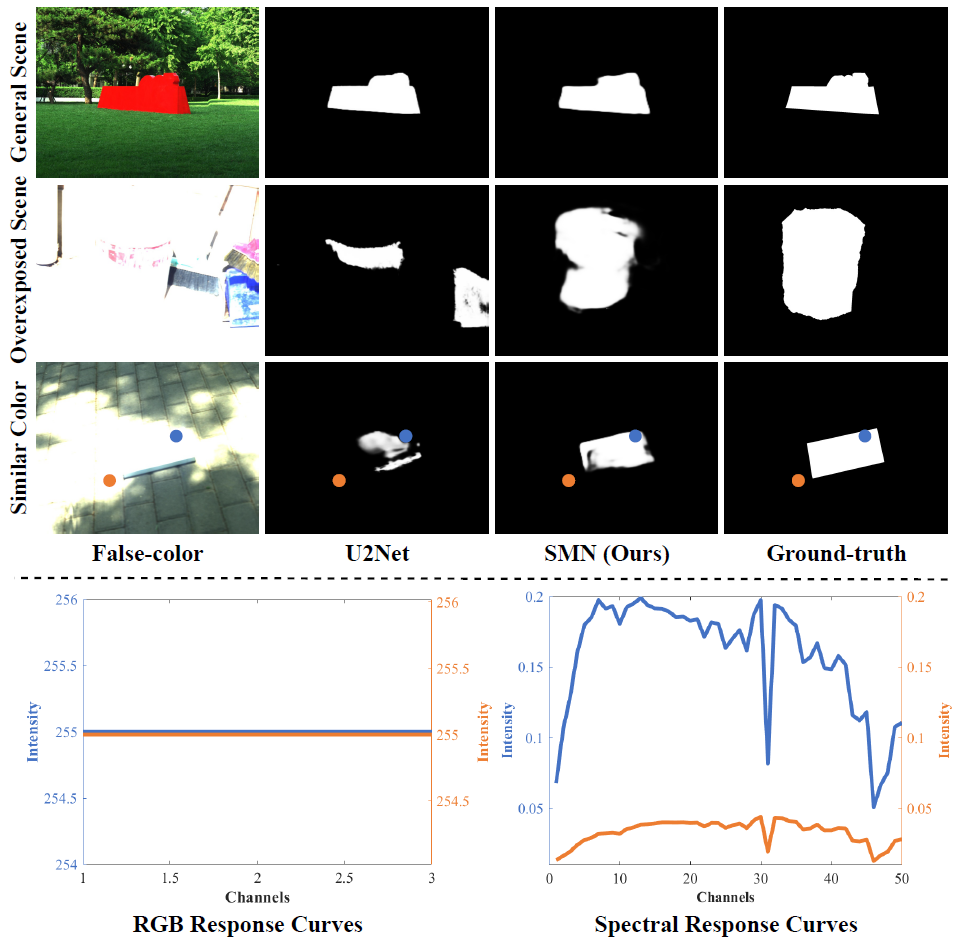 General Scene
Overexposed Scene
Similar Color
False-color
U2Net
SMN (Ours)
Ground-truth
256
255.5
255
254.5
254
256
255.5
255
254.5
Intensity
Intensity
1
1.5
2
2.5
3
Channels
RGB Response Curves
0.2
0.15
0.1
0.05
0.2
0.15
0.1
0.05
Intensity
Intensity
0
10
20
30
40
50
Channels
Spectral Response Curves